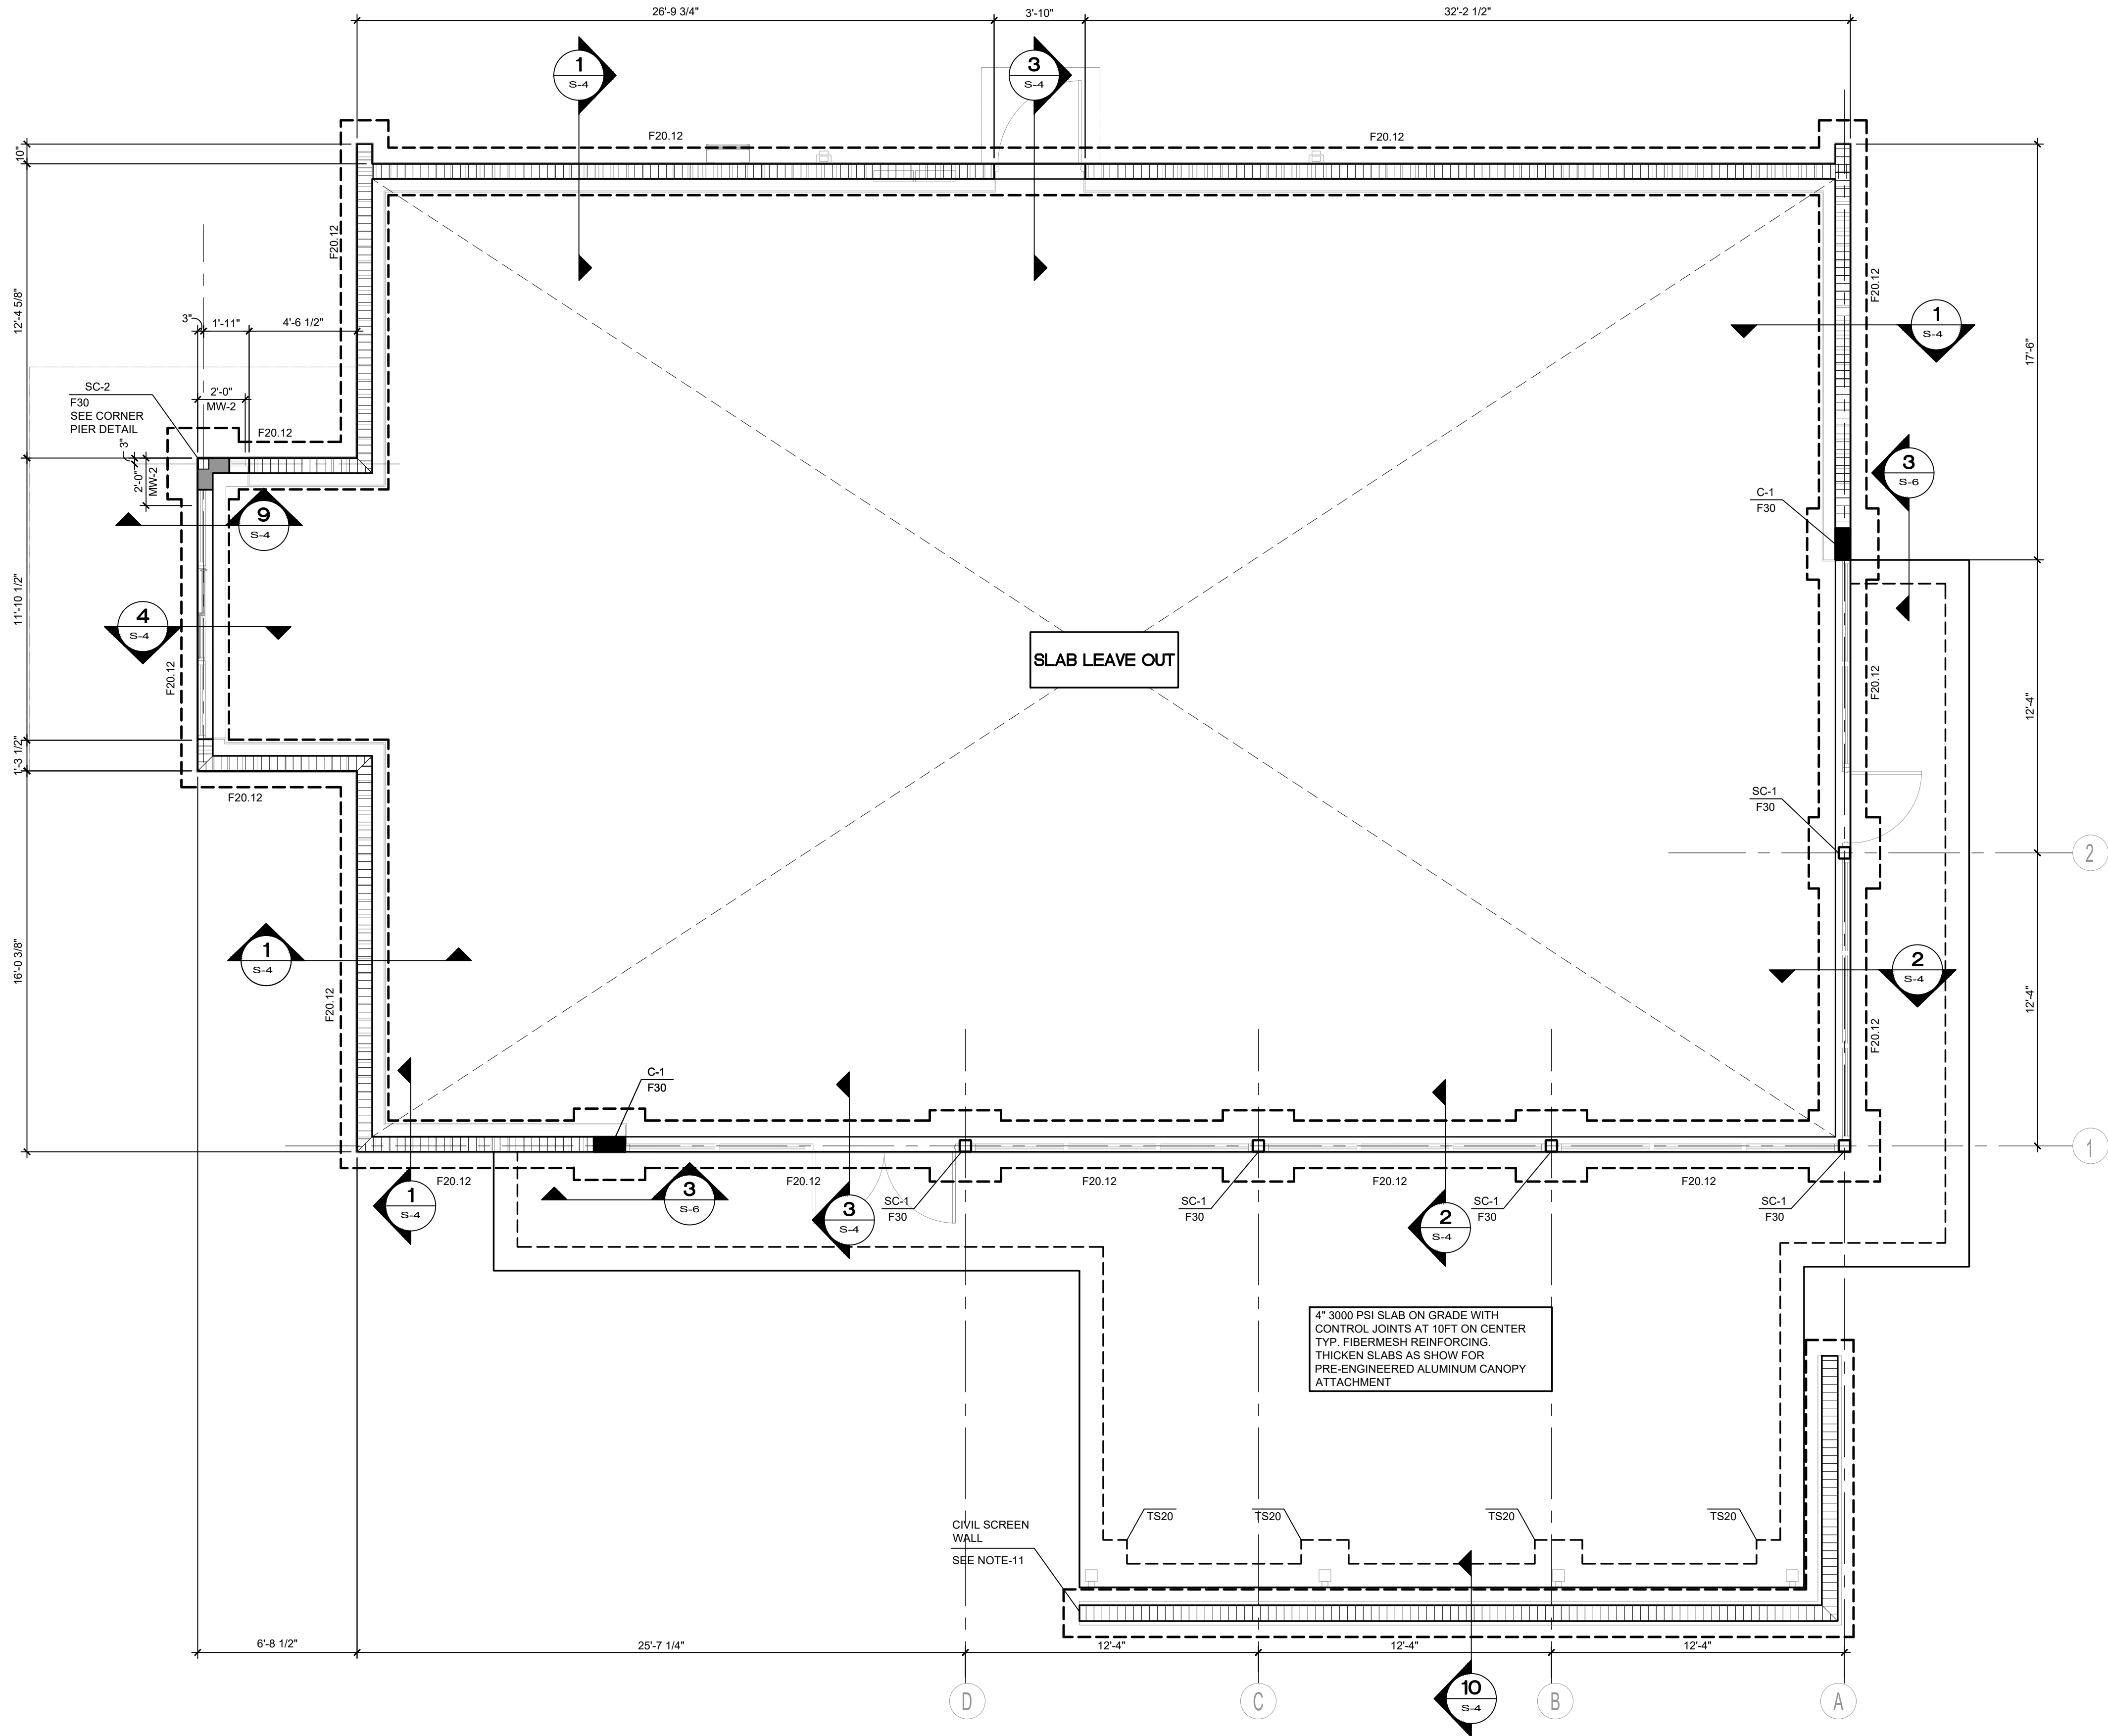 26'-9 3/4"
3'-10"
32'-2 1/2"
1
S-4
3
S-4
F20.12
F20.12
10"
F20.12
F20.12
12'-4 5/8"
3"
1'-11"
4'-6 1/2"
1
S-4
17'-6"
SC-2
F30
SEE CORNER
PIER DETAIL
2'-0"
MW-2
F20.12
3"
2'-0"
MW-2
3
S-6
C-1
F30
9
S-4
11'-10 1/2"
4
S-4
F20.12
SLAB LEAVE OUT
F20.12
12'-4"
1'-3 1/2"
F20.12
SC-1
F30
2
16'-0 3/8"
1
S-4
F20.12
2
S-4
12'-4"
F20.12
C-1
F30
1
1
S-4
F20.12
3
S-6
F20.12
3
S-4
SC-1
F30
F20.12
SC-1
F30
F20.12
2
S-4
SC-1
F30
F20.12
SC-1
F30
4" 3000 PSI SLAB ON GRADE WITH
CONTROL JOINTS AT 10FT ON CENTER
TYP. FIBERMESH REINFORCING.
THICKEN SLABS AS SHOW FOR
PRE-ENGINEERED ALUMINUM CANOPY
ATTACHMENT
TS20
TS20
TS20
TS20
CIVIL SCREEN
WALL
SEE NOTE-11
6'-8 1/2"
25'-7 1/4"
12'-4"
12'-4"
12'-4"
D
C
10
S-4
B
A